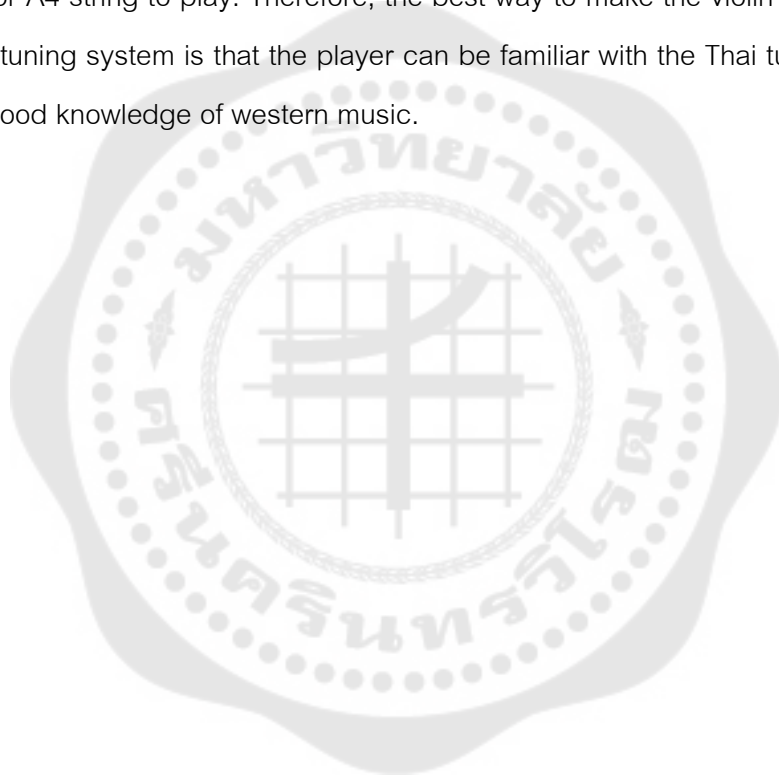 or A4 string to play. Therefore, the best way to make the violin
tuning system is that the player can be familiar with the Thai tu
ood knowledge of western music.
มหาวิทยาลัย
ศรีนครินทรวิโรฒ